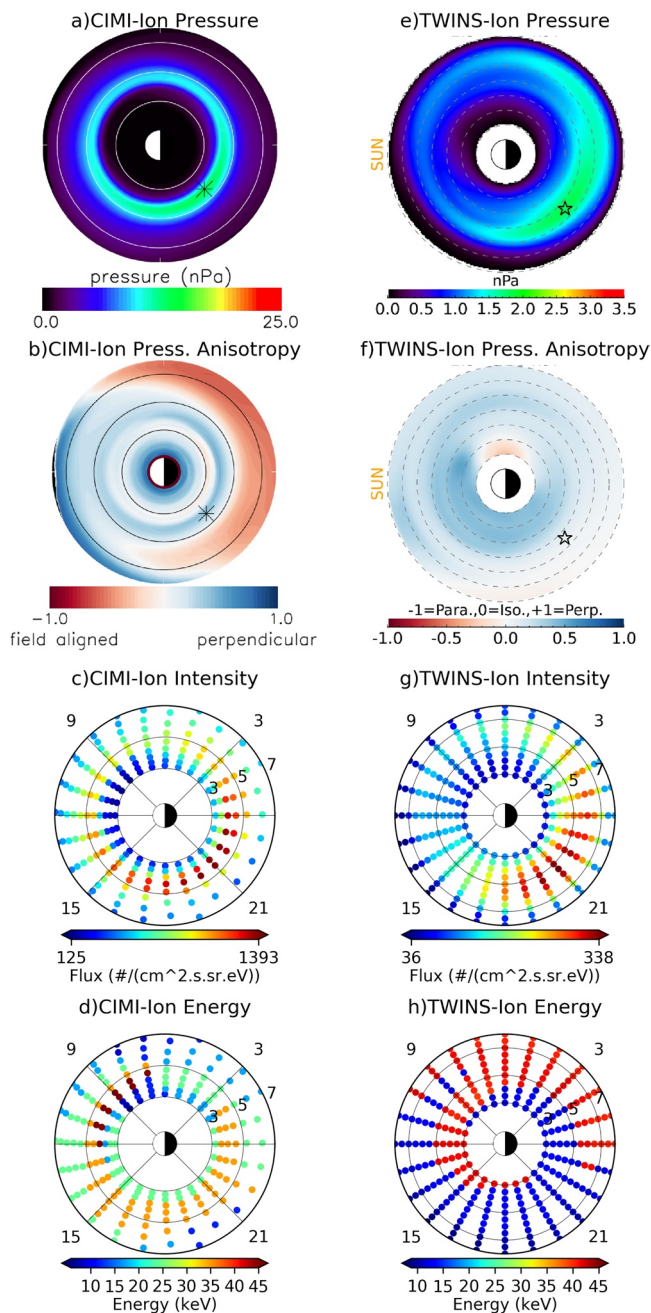 a)CIMI-Ion Pressure
pressure (nPa)
0.0 25.0
b)CIMI-Ion Press. Anisotropy
-1.0 1.0
field aligned perpendicular
c)CIMI-Ion Intensity
9 3
3 5 7
15 21
125 1393
Flux (#/(cm^2.s.sr.eV))
d)CIMI-Ion Energy
9 3
3 5 7
15 21
10 15 20 25 30 35 40 45
Energy (keV)
e)TWINS-Ion Pressure
SUN
nPa
0.0 0.5 1.0 1.5 2.0 2.5 3.0 3.5
f)TWINS-Ion Press. Anisotropy
SUN
-1=Para.,0=Iso.,+1=Perp.
-1.0 -0.5 0.0 0.5 1.0
g)TWINS-Ion Intensity
9 3
3 5 7
15 21
36 338
Flux (#/(cm^2.s.sr.eV))
h)TWINS-Ion Energy
9 3
3 5 7
15 21
10 15 20 25 30 35 40 45
Energy (keV)